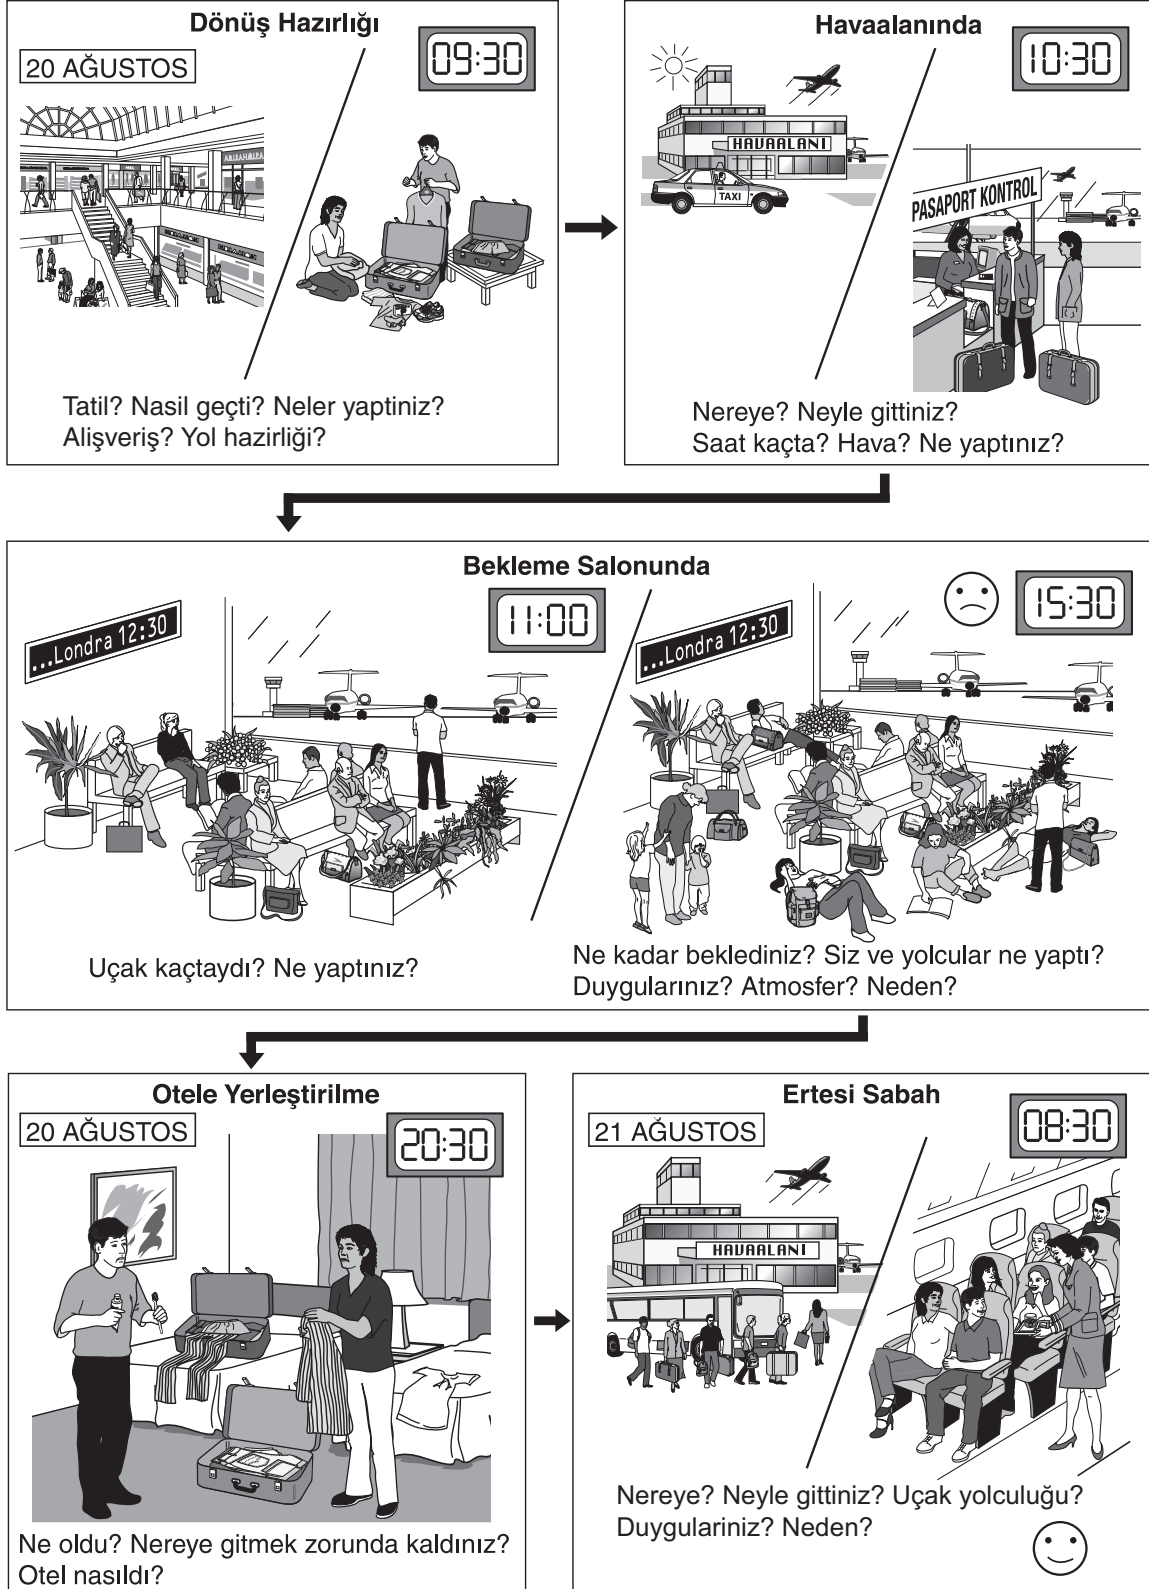 Dönüş Hazırlığı
20 AĞUSTOS
09:30
Tatil? Nasil geçti? Neler yaptiniz?
Alişveriş? Yol hazirliği?
Havaalanında
10:30
HAVAALANI
TAXI
PASAPORT KONTROL
Nereye? Neyle gittiniz?
Saat kaçta? Hava? Ne yaptınız?
Bekleme Salonunda
11:00
...Londra 12:30
Uçak kaçtaydı? Ne yaptınız?
15:30
...Londra 12:30
Ne kadar beklediniz? Siz ve yolcular ne yaptı?
Duygularınız? Atmosfer? Neden?
Otele Yerleştirilme
20 AĞUSTOS
20:30
Ne oldu? Nereye gitmek zorunda kaldınız?
Otel nasıldı?
Ertesi Sabah
21 AĞUSTOS
08:30
HAVAALANI
Nereye? Neyle gittiniz? Uçak yolculuğu?
Duygulariniz? Neden?